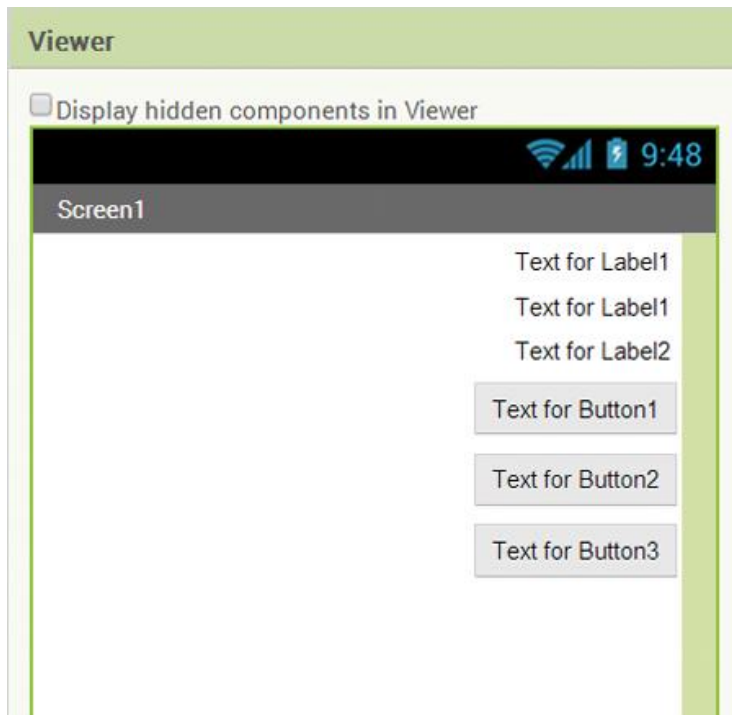 Viewer
Display hidden components in Viewer
9:48
Screen1
Text for Label1
Text for Label1
Text for Label2
Text for Button1
Text for Button2
Text for Button3